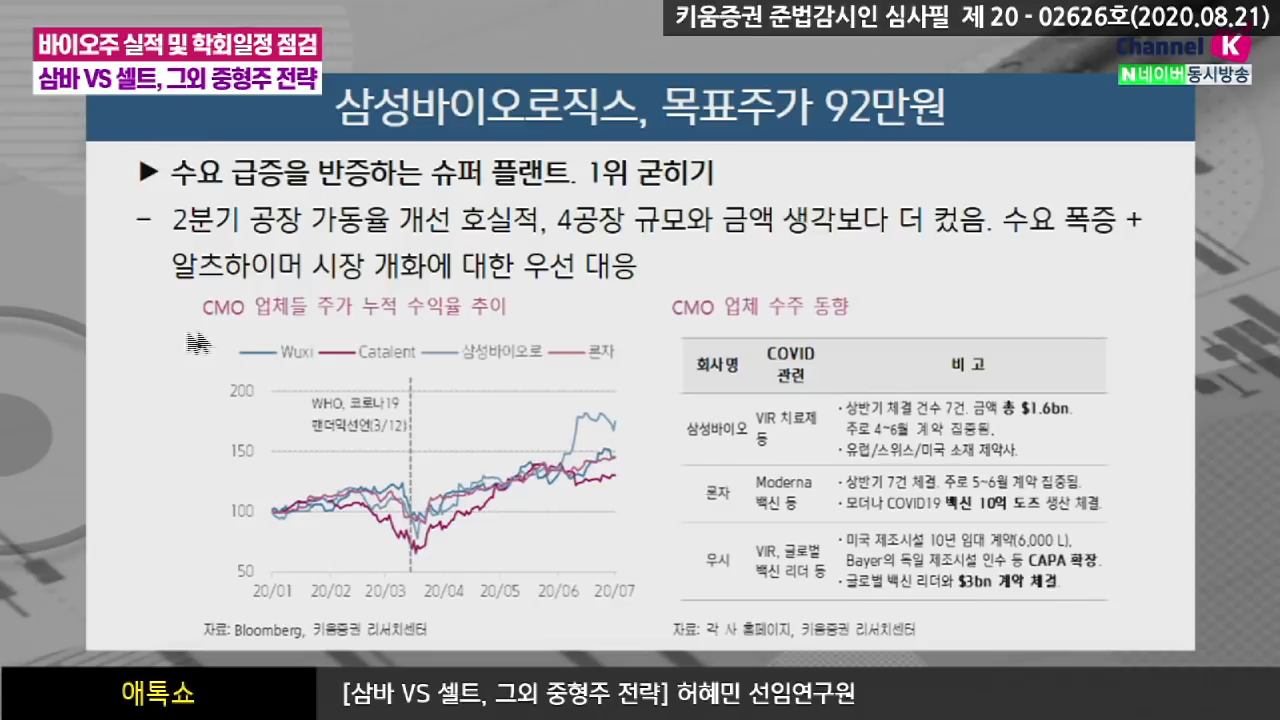 키움증권 준법감시인 심사필 제 20 - 02626호(2020.08.21)
바이오주 실적 및 학회일정 점검
삼바 VS 셀트, 그외 중형주 전략
Channel K
N 네이버 동시방송
삼성바이오로직스, 목표주가 92만원
▶ 수요 급증을 반증하는 슈퍼 플랜트. 1위 굳히기
– 2분기 공장 가동율 개선 호실적, 4공장 규모와 금액 생각보다 더 컸음. 수요 폭증 +
알츠하이머 시장 개화에 대한 우선 대응
CMO 업체들 주가 누적 수익율 추이
Wuxi Catalent 삼성바이오로 론자
200
150
100
50
WHO, 코로나19
팬더믹선언(3/12)
20/01 20/02 20/03 20/04 20/05 20/06 20/07
자료: Bloomberg, 키움증권 리서치센터
CMO 업체 수주 동향
회사명 COVID 관련 비 고
삼성바이오 VIR 치료제 등
· 상반기 체결 건수 7건. 금액 총 $1.6bn.
주로 4~6월 계약 집중됨.
· 유럽/스위스/미국 소재 제약사.
론자 Moderna 백신 등
· 상반기 7건 체결. 주로 5~6월 계약 집중됨.
· 모더나 COVID19 백신 10억 도즈 생산 체결.
우시 VIR, 글로벌 백신 리더 등
· 미국 제조시설 10년 임대 계약(6,000 L),
Bayer의 독일 제조시설 인수 등 CAPA 확장.
· 글로벌 백신 리더와 $3bn 계약 체결.
자료: 각 사 홈페이지, 키움증권 리서치센터
애톡쇼
[삼바 VS 셀트, 그외 중형주 전략] 허혜민 선임연구원